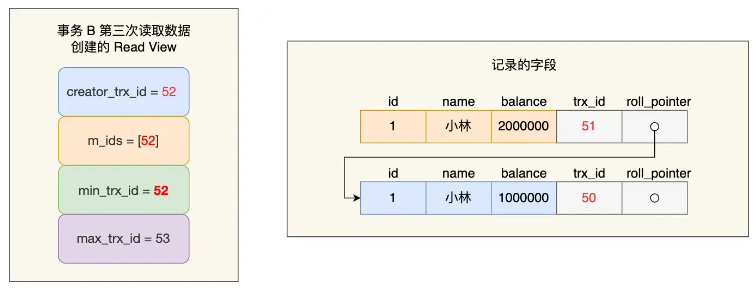 事务 B 第三次读取数据
创建的 Read View
creator_trx_id = 52
m_ids = [52]
min_trx_id = 52
max_trx_id = 53
记录的字段
id name balance trx_id roll_pointer
1 小林 2000000 51
id name balance trx_id roll_pointer
1 小林 1000000 50